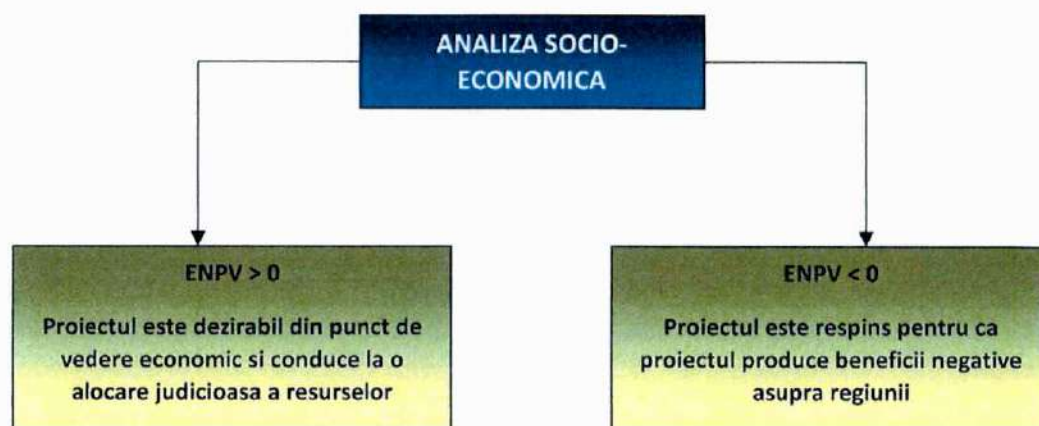 ANALIZA SOCIO-
ECONOMICA
ENPV > 0
Proiectul este dezirabil din punct de
vedere economic si conduce la o
alocare judicioasa a resurselor
ENPV < 0
Proiectul este respins pentru ca
proiectul produce beneficii negative
asupra regiunii